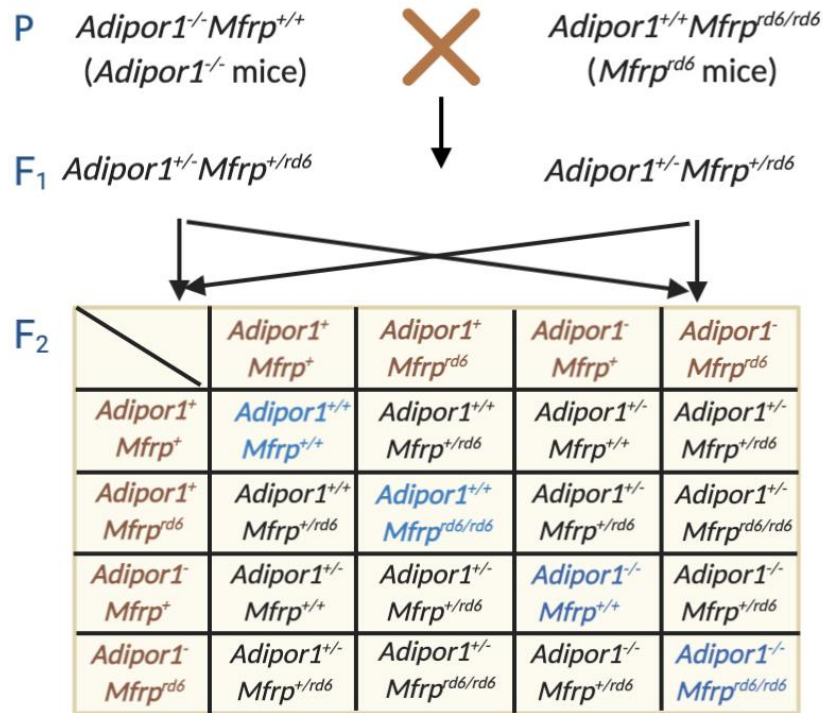 P Adipor1-/-Mfrp+/+ Adipor1+/+Mfrprd6/rd6
(Adipor1-/- mice) (Mfrprd6 mice)
F1 Adipor1+/-Mfrp+/rd6 Adipor1+/-Mfrp+/rd6
F2
Adipor1+ Adipor1+ Adipor1- Adipor1-
Mfrp+ Mfrprd6 Mfrp+ Mfrprd6
Adipor1+ Adipor1+/+ Adipor1+/+ Adipor1+/- Adipor1+/-
Mfrp+ Mfrp+/+ Mfrp+/rd6 Mfrp+/+ Mfrp+/rd6
Adipor1+ Adipor1+/+ Adipor1+/+ Adipor1+/- Adipor1+/-
Mfrprd6 Mfrp+/rd6 Mfrprd6/rd6 Mfrp+/rd6 Mfrprd6/rd6
Adipor1- Adipor1+/- Adipor1+/- Adipor1-/- Adipor1-/-
Mfrp+ Mfrp+/+ Mfrp+/rd6 Mfrp+/+ Mfrp+/rd6
Adipor1- Adipor1+/- Adipor1+/- Adipor1-/- Adipor1-/-
Mfrprd6 Mfrp+/rd6 Mfrprd6/rd6 Mfrp+/rd6 Mfrprd6/rd6